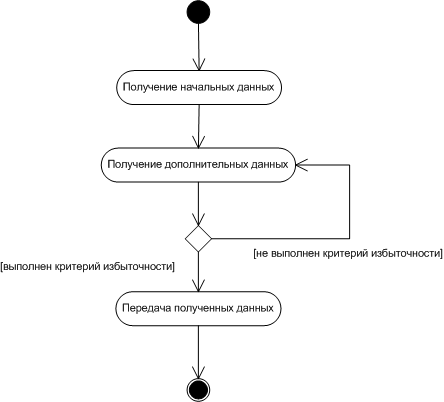 Получение начальных данных
Получение дополнительных данных
[не выполнен критерий избыточности]
[выполнен критерий избыточности]
Передача полученных данных